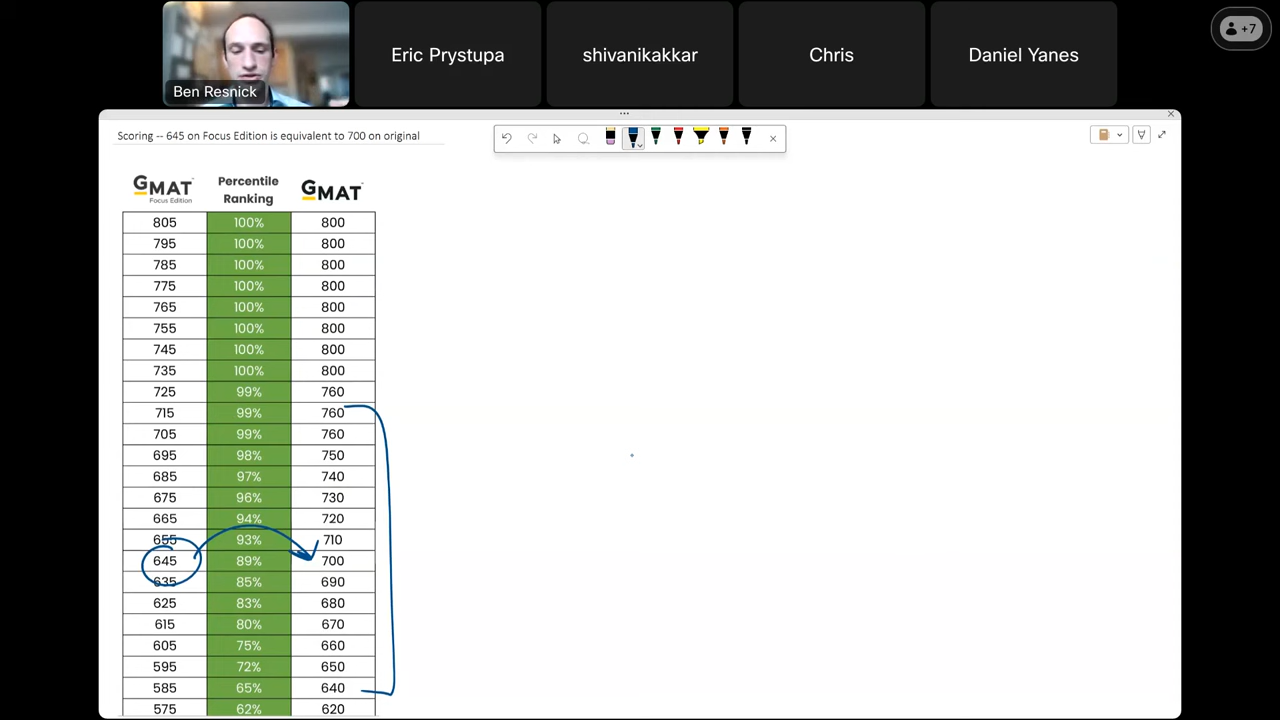 Eric Prystupa
shivanikakkar
Chris
Daniel Yanes
+7
Ben Resnick
Scoring -- 645 on Focus Edition is equivalent to 700 on original
GMAT Focus Edition Percentile Ranking GMAT
805 100% 800
795 100% 800
785 100% 800
775 100% 800
765 100% 800
755 100% 800
745 100% 800
735 100% 800
725 99% 760
715 99% 760
705 99% 760
695 98% 750
685 97% 740
675 96% 730
665 94% 720
655 93% 710
645 89% 700
635 85% 690
625 83% 680
615 80% 670
605 75% 660
595 72% 650
585 65% 640
575 62% 620